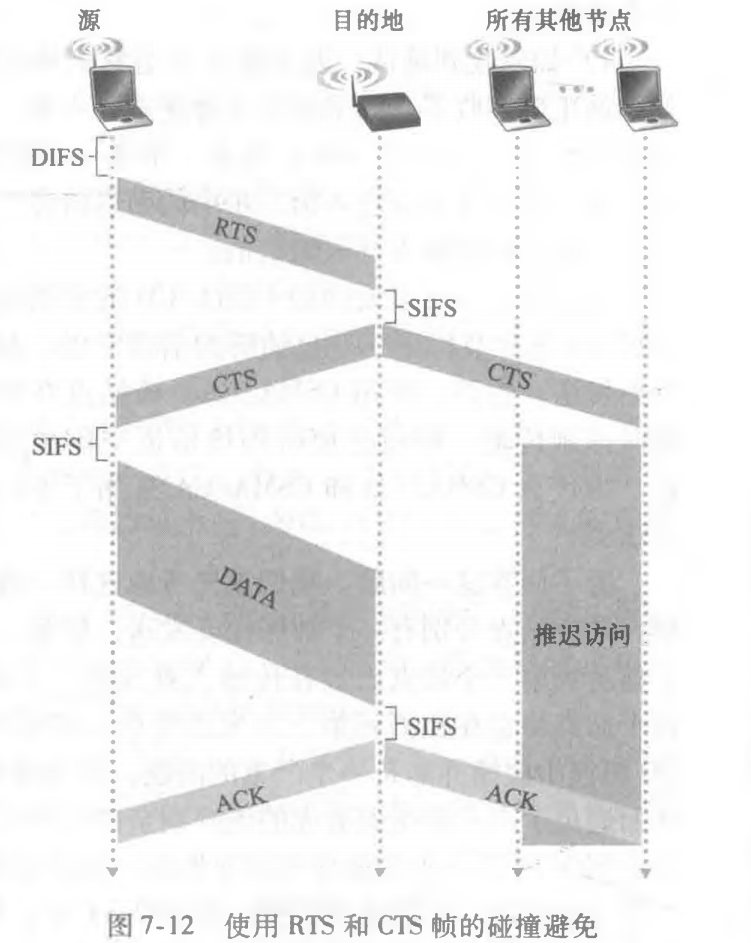 源 目的地 所有其他节点
DIFS
RTS
SIFS
CTS CTS
SIFS
DATA
推迟访问
SIFS
ACK ACK
图 7-12 使用 RTS 和 CTS 帧的碰撞避免